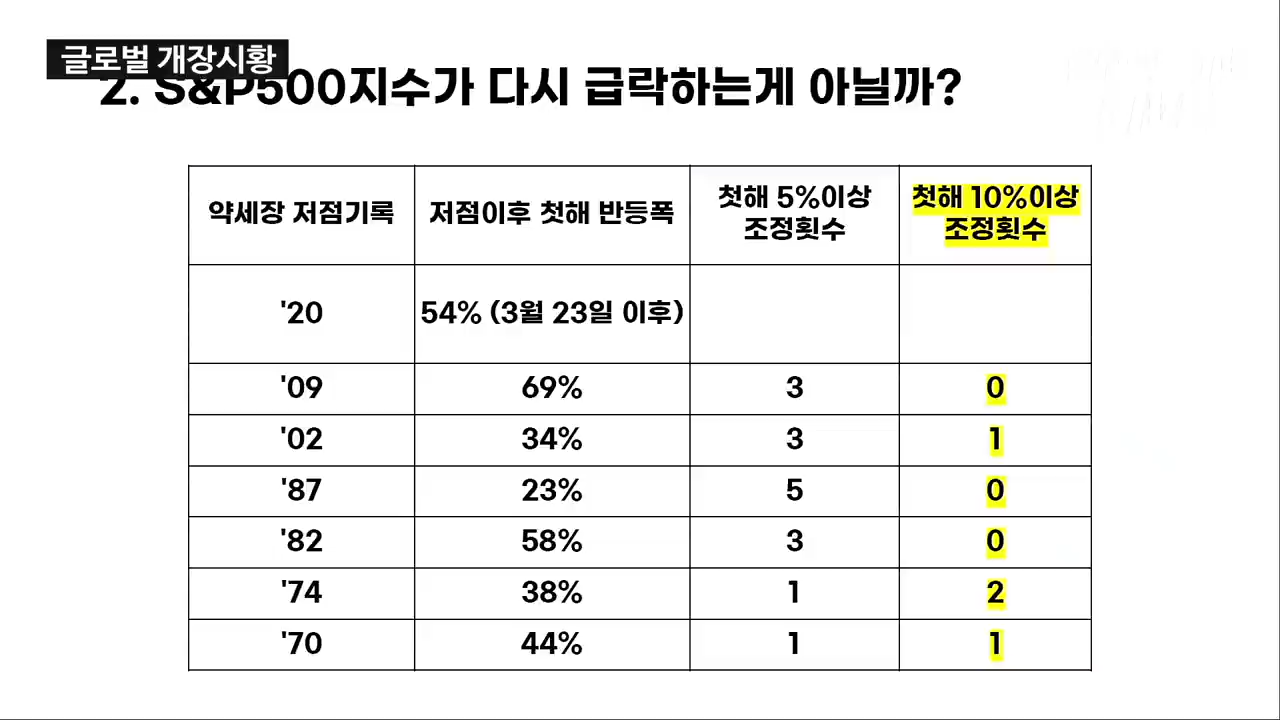 글로벌 개장시황
2. S&P500지수가 다시 급락하는게 아닐까?
약세장 저점기록 저점이후 첫해 반등폭 첫해 5%이상 조정횟수 첫해 10%이상 조정횟수
'20 54% (3월 23일 이후)
'09 69% 3 0
'02 34% 3 1
'87 23% 5 0
'82 58% 3 0
'74 38% 1 2
'70 44% 1 1